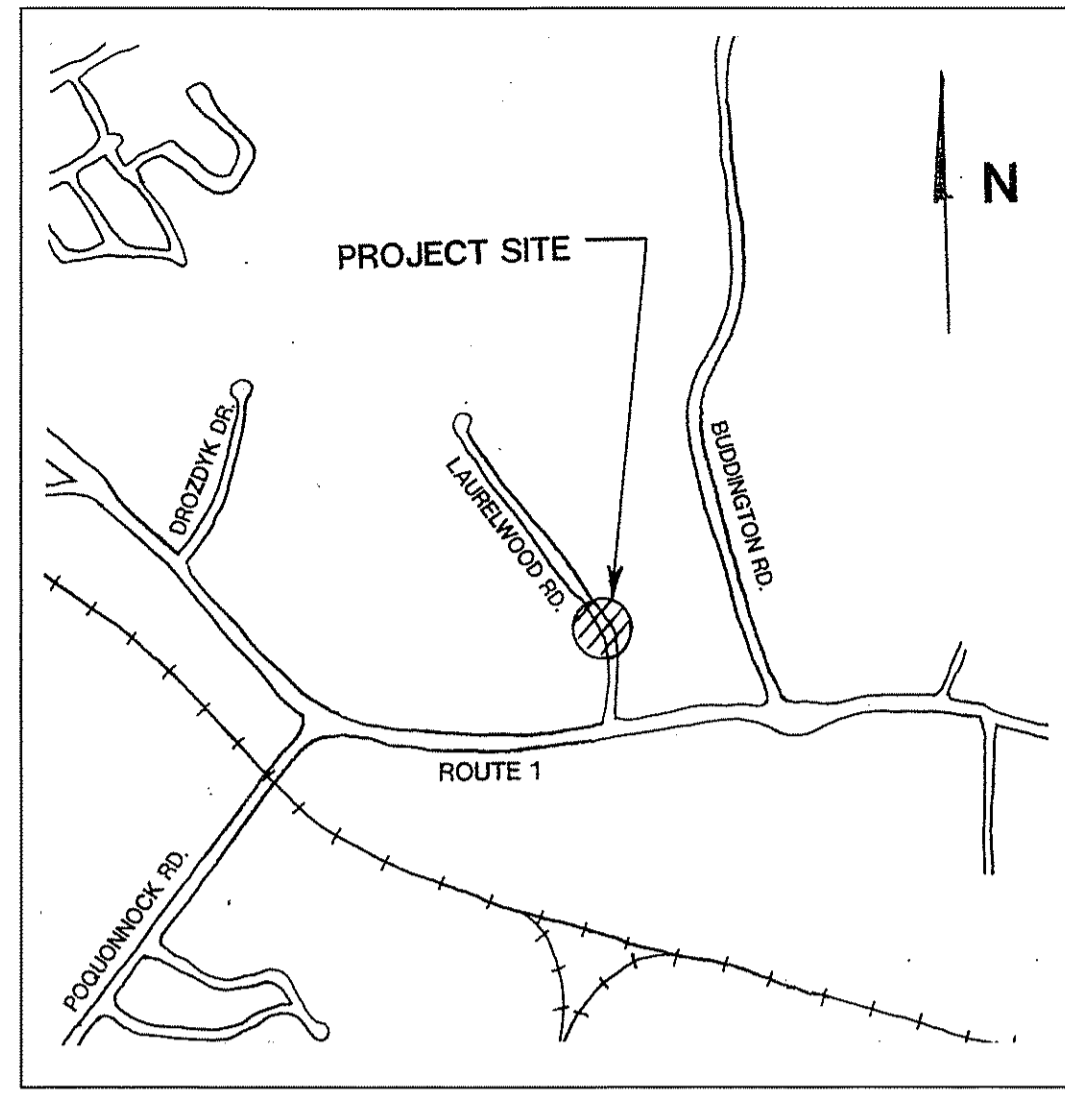 N
PROJECT SITE
DROZDYK DR.
LAURELWOOD RD.
BUDDINGTON RD.
ROUTE 1
POQUONNOCK RD.